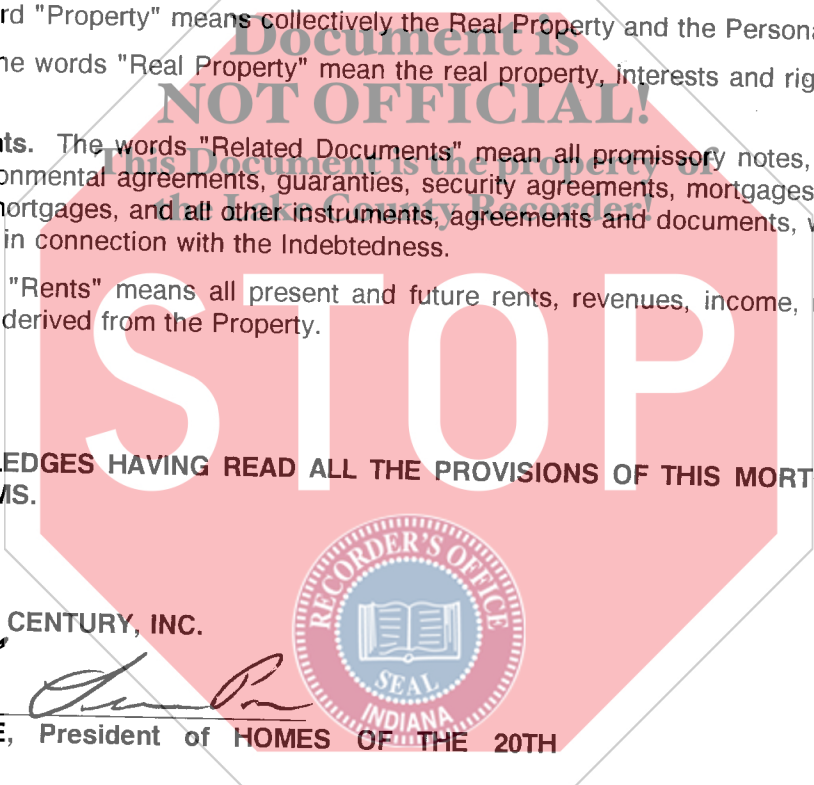 rd "Property" means collectively the Real Property and the Persona
Document is
ne words "Real Property" mean the real property, interests and rig
NOT OFFICIAL!
nts. The words "Related Documents" mean all promissory notes,
This Document is the property of
onmental agreements, guaranties, security agreements, mortgages
the Lake County Recorder!
ortgages, and all other instruments, agreements and documents, w
in connection with the Indebtedness.
"Rents" means all present and future rents, revenues, income,
derived from the Property.
STOP
LEDGES HAVING READ ALL THE PROVISIONS OF THIS MORT
MS.
RECORDER'S OFFICE
CENTURY, INC.
SEAL
INDIANA
E, President of HOMES OF THE 20TH